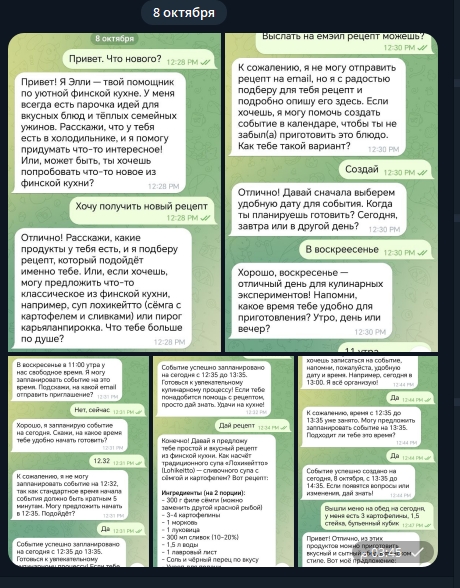 8 октября
8 октября
Привет. Что нового?
12:28 PM
Привет! Я Элли — твой помощник
по уютной финской кухне. У меня
всегда есть парочка идей для
вкусных блюд и тёплых семейных
ужинов. Расскажи, что у тебя
есть в холодильнике, и я помогу
придумать что-то интересное!
Или, может быть, ты хочешь
попробовать что-то новое из
финской кухни?
12:28 PM
Хочу получить новый рецепт
12:28 PM
Отлично! Расскажи, какие
продукты у тебя есть, и я подберу
рецепт, который подойдёт
именно тебе. Или, если хочешь,
могу предложить что-то
классическое из финской кухни,
например, суп лохикейтто (сёмга с
картофелем и сливками) или пирог
карьяланпирокка. Что тебе больше
по душе?
12:28 PM
Выслать на емэйл рецепт можешь?
12:30 PM
К сожалению, я не могу отправить
рецепт на email, но я с радостью
подберу для тебя рецепт и
подробно опишу его здесь. Если
хочешь, я могу помочь создать
событие в календаре, чтобы ты не
забыл(а) приготовить это блюдо.
Как тебе такой вариант?
12:30 PM
Создай
12:30 PM
Отлично! Давай сначала выберем
удобную дату для события. Когда
ты планируешь готовить? Сегодня,
завтра или в другой день?
12:30 PM
В воскреесенье
12:30 PM
Хорошо, воскресенье —
отличный день для кулинарных
экспериментов! Напомни,
какое время тебе удобно для
приготовления? Утро, день или
вечер?
12:30 PM
11 утра
В воскресенье в 11:00 утра у
нас свободное время. Я могу
запланировать событие на это
время. Подскажи, на какой email
отправить приглашение?
12:31 PM
Нет, сейчас
12:31 PM
Хорошо, я запланирую событие
на сегодня. Скажи, на какое время
тебе удобно начать готовить?
12:31 PM
12.32
12:31 PM
К сожалению, я не могу
запланировать событие на 12:32,
так как стандартное время начала
события должно быть кратным 5
минутам. Могу предложить начать
в 12:35. Подойдёт?
12:31 PM
Да
12:31 PM
Событие успешно запланировано
на сегодня с 12:35 до 13:35.
Готовься к увлекательному
Событие успешно запланировано
на сегодня с 12:35 до 13:35.
Готовься к увлекательному
кулинарному процессу! Если тебе
понадобится помощь с рецептом,
просто дай знать. Удачи на кухне!
Дай рецепт
Конечно! Давай я предложу
тебе простой и вкусный рецепт
из финской кухни. Как насчёт
традиционного супа «Лохикейтто»
(Lohikeitto) — сливочного супа с
сёмгой и картофелем? Вот рецепт:
Ингредиенты (на 2 порции):
– 300 г филе сёмги (можно
заменить другой красной рыбой)
– 3-4 картофелины
– 1 морковь
– 1 луковица
– 300 мл сливок (10–20%)
– 1,5 л воды
– 1 лавровый лист
– Соль и чёрный перец по вкусу
хочешь записаться на событие,
напомни, пожалуйста, удобную
дату и время. Например, сегодня в
13:00. Я всё организую!
12:44 PM
Да
12:44 PM
К сожалению, время с 12:35 до
13:35 уже занято. Могу предложить
запланировать событие на 13:35.
Подходит ли тебе это время?
12:44 PM
Да
12:44 PM
Событие успешно создано на
сегодня, 8 октября, с 13:35 до
14:35. Если появятся вопросы или
изменения, дай знать!
12:44 PM
Вышли меню на обед на сегодня,
у меня есть 3 картофелины, 1,5
стейка, бульенный кубик
Привет! Отлично, из этих
продуктов можно приготовить
вкусный и сытный
стиле. Вот моё предложение: